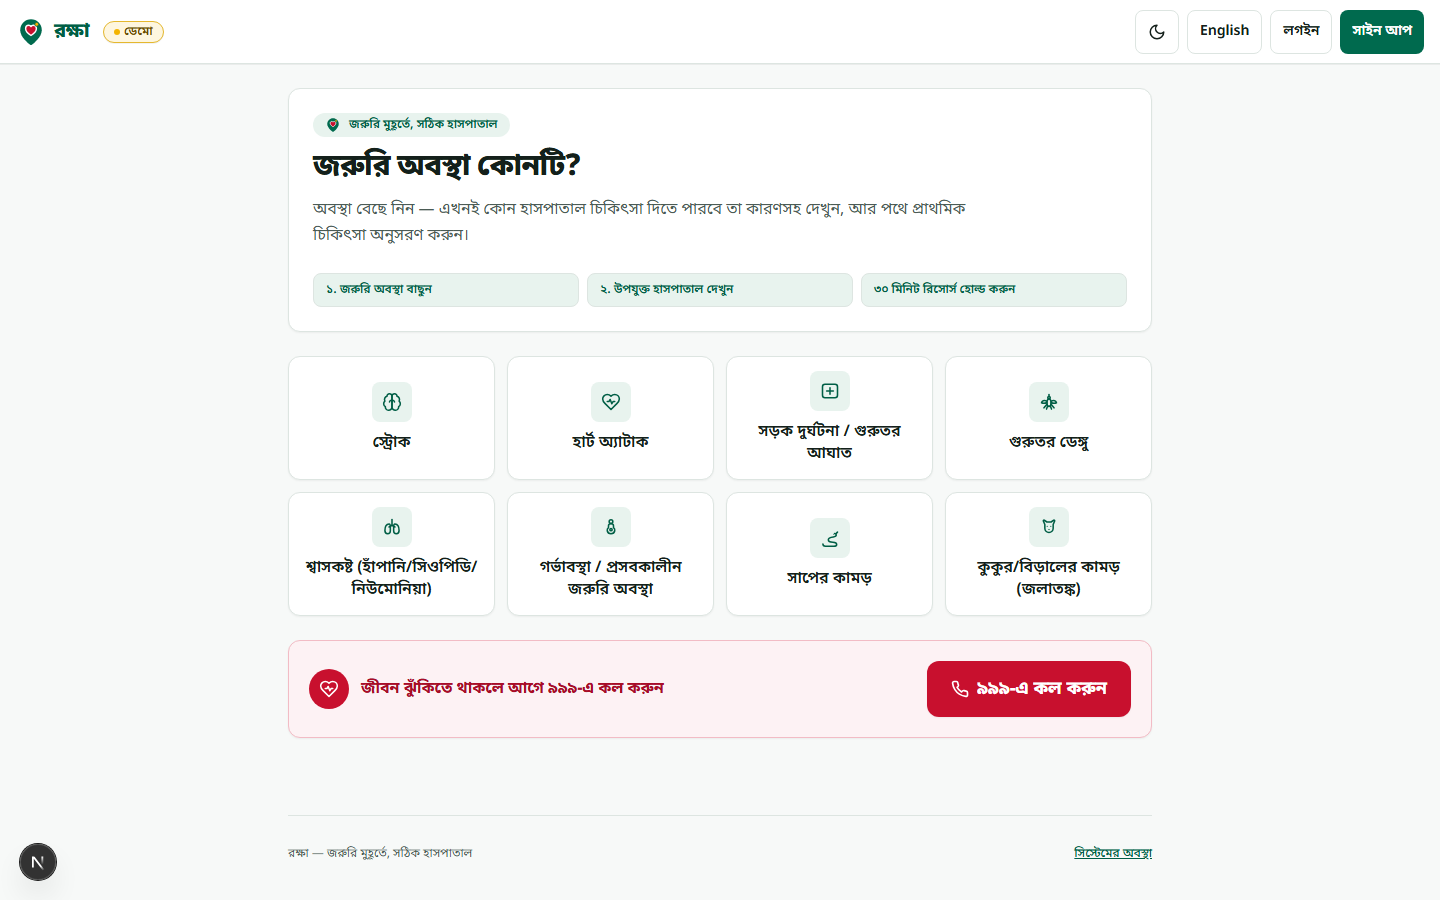 রক্ষা
ডেমো
English
লগইন
সাইন আপ
জরুরি মুহূর্তে, সঠিক হাসপাতাল
জরুরি অবস্থা কোনটি?
অবস্থা বেছে নিন — এখনই কোন হাসপাতাল চিকিৎসা দিতে পারবে তা কারণসহ দেখুন, আর পথে প্রাথমিক
চিকিৎসা অনুসরণ করুন।
১. জরুরি অবস্থা বাছুন
২. উপযুক্ত হাসপাতাল দেখুন
৩০ মিনিট রিসোর্স হোল্ড করুন
স্ট্রোক
হার্ট অ্যাটাক
সড়ক দুর্ঘটনা / গুরুতর
আঘাত
গুরুতর ডেঙ্গু
শ্বাসকষ্ট (হাঁপানি/সিওপিডি/
নিউমোনিয়া)
গর্ভাবস্থা / প্রসবকালীন
জরুরি অবস্থা
সাপের কামড়
কুকুর/বিড়ালের কামড়
(জলাতঙ্ক)
জীবন ঝুঁকিতে থাকলে আগে ৯৯৯-এ কল করুন
৯৯৯-এ কল করুন
রক্ষা — জরুরি মুহূর্তে, সঠিক হাসপাতাল
সিস্টেমের অবস্থা
N